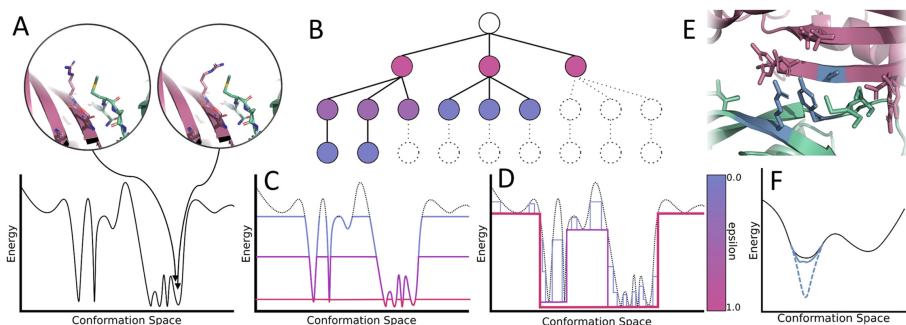 A
B
E
C
D
F
0.0
epsilon
1.0
Energy
Conformation Space
Energy
Conformation Space
Energy
Conformation Space
Energy
Conformation Space